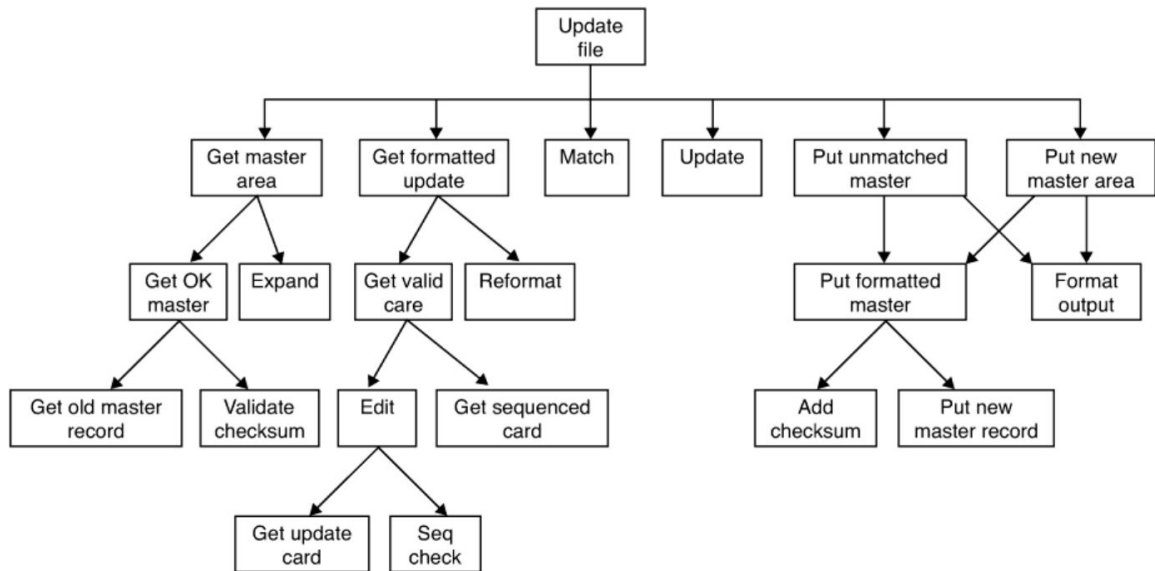 Update
file
Get master
area
Get formatted
update
Match
Update
Put unmatched
master
Put new
master area
Get OK
master
Expand
Get valid
care
Reformat
Put formatted
master
Format
output
Get old master
record
Validate
checksum
Edit
Get sequenced
card
Add
checksum
Put new
master record
Get update
card
Seq
check